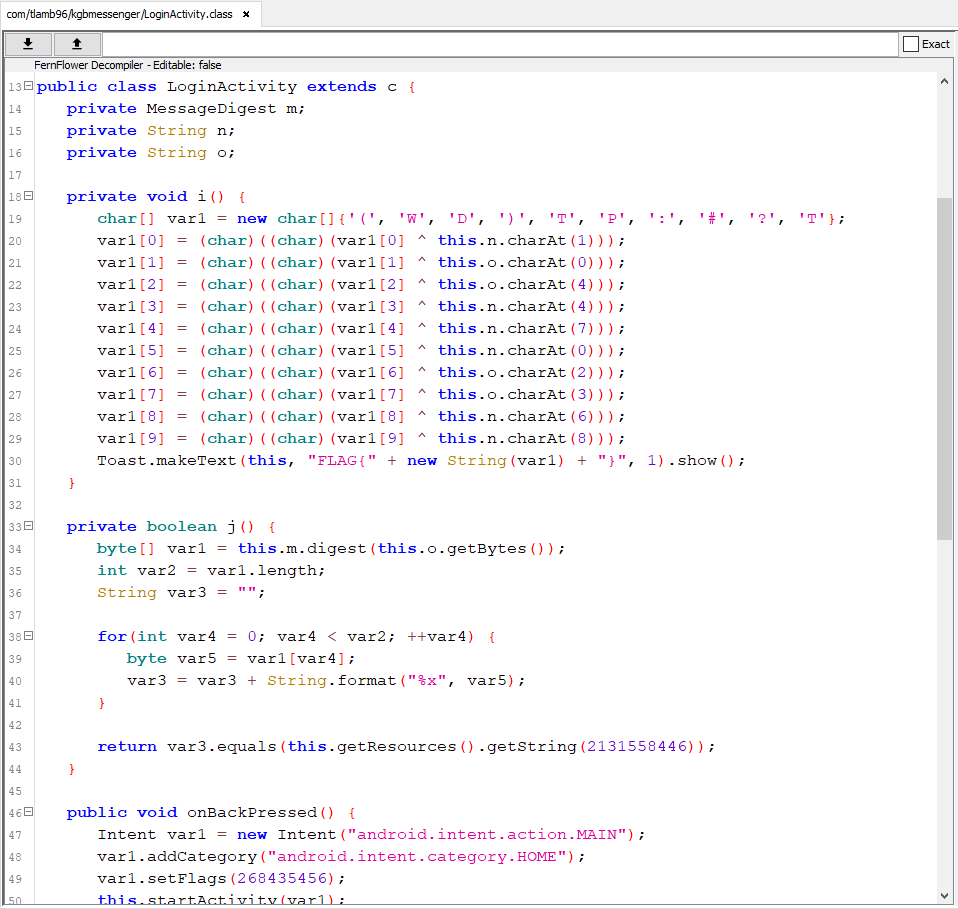 com/tlamb96/kgbmessenger/LoginActivity.class ×
Exact
FernFlower Decompiler - Editable: false
13 public class LoginActivity extends c {
14 private MessageDigest m;
15 private String n;
16 private String o;
17
18 private void i() {
19 char[] var1 = new char[]{'(', 'W', 'D', ')', 'T', 'P', ':', '#', '?', 'T'};
20 var1[0] = (char)((char)(var1[0] ^ this.n.charAt(1)));
21 var1[1] = (char)((char)(var1[1] ^ this.o.charAt(0)));
22 var1[2] = (char)((char)(var1[2] ^ this.o.charAt(4)));
23 var1[3] = (char)((char)(var1[3] ^ this.n.charAt(4)));
24 var1[4] = (char)((char)(var1[4] ^ this.n.charAt(7)));
25 var1[5] = (char)((char)(var1[5] ^ this.n.charAt(0)));
26 var1[6] = (char)((char)(var1[6] ^ this.o.charAt(2)));
27 var1[7] = (char)((char)(var1[7] ^ this.o.charAt(3)));
28 var1[8] = (char)((char)(var1[8] ^ this.n.charAt(6)));
29 var1[9] = (char)((char)(var1[9] ^ this.n.charAt(8)));
30 Toast.makeText(this, "FLAG{" + new String(var1) + "}", 1).show();
31 }
32
33 private boolean j() {
34 byte[] var1 = this.m.digest(this.o.getBytes());
35 int var2 = var1.length;
36 String var3 = "";
37
38 for(int var4 = 0; var4 < var2; ++var4) {
39 byte var5 = var1[var4];
40 var3 = var3 + String.format("%x", var5);
41 }
42
43 return var3.equals(this.getResources().getString(2131558446));
44 }
45
46 public void onBackPressed() {
47 Intent var1 = new Intent("android.intent.action.MAIN");
48 var1.addCategory("android.intent.category.HOME");
49 var1.setFlags(268435456);
50 this.startActivity(var1);